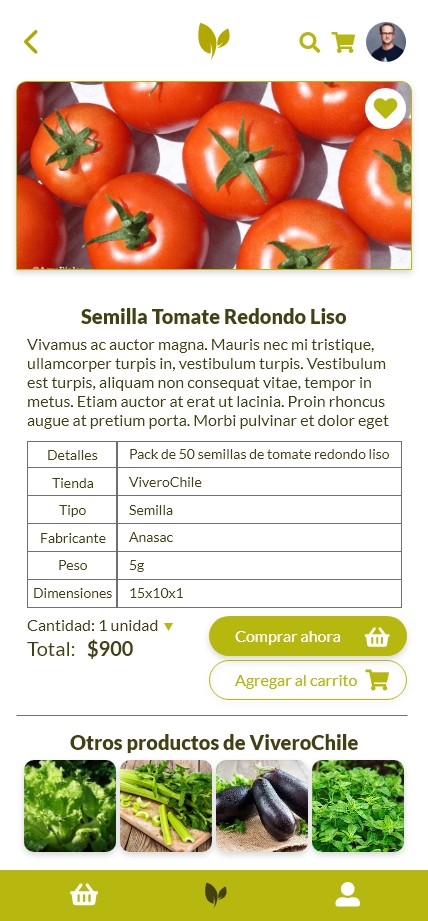 Semilla Tomate Redondo Liso
Vivamus ac auctor magna. Mauris nec mi tristique,
ullamcorper turpis in, vestibulum turpis. Vestibulum
est turpis, aliquam non consequat vitae, tempor in
metus. Etiam auctor at erat ut lacinia. Proin rhoncus
augue at pretium porta. Morbi pulvinar et dolor eget
Detalles Pack de 50 semillas de tomate redondo liso
Tienda ViveroChile
Tipo Semilla
Fabricante Anasac
Peso 5g
Dimensiones 15x10x1
Cantidad: 1 unidad
Total: $900
Comprar ahora
Agregar al carrito
Otros productos de ViveroChile